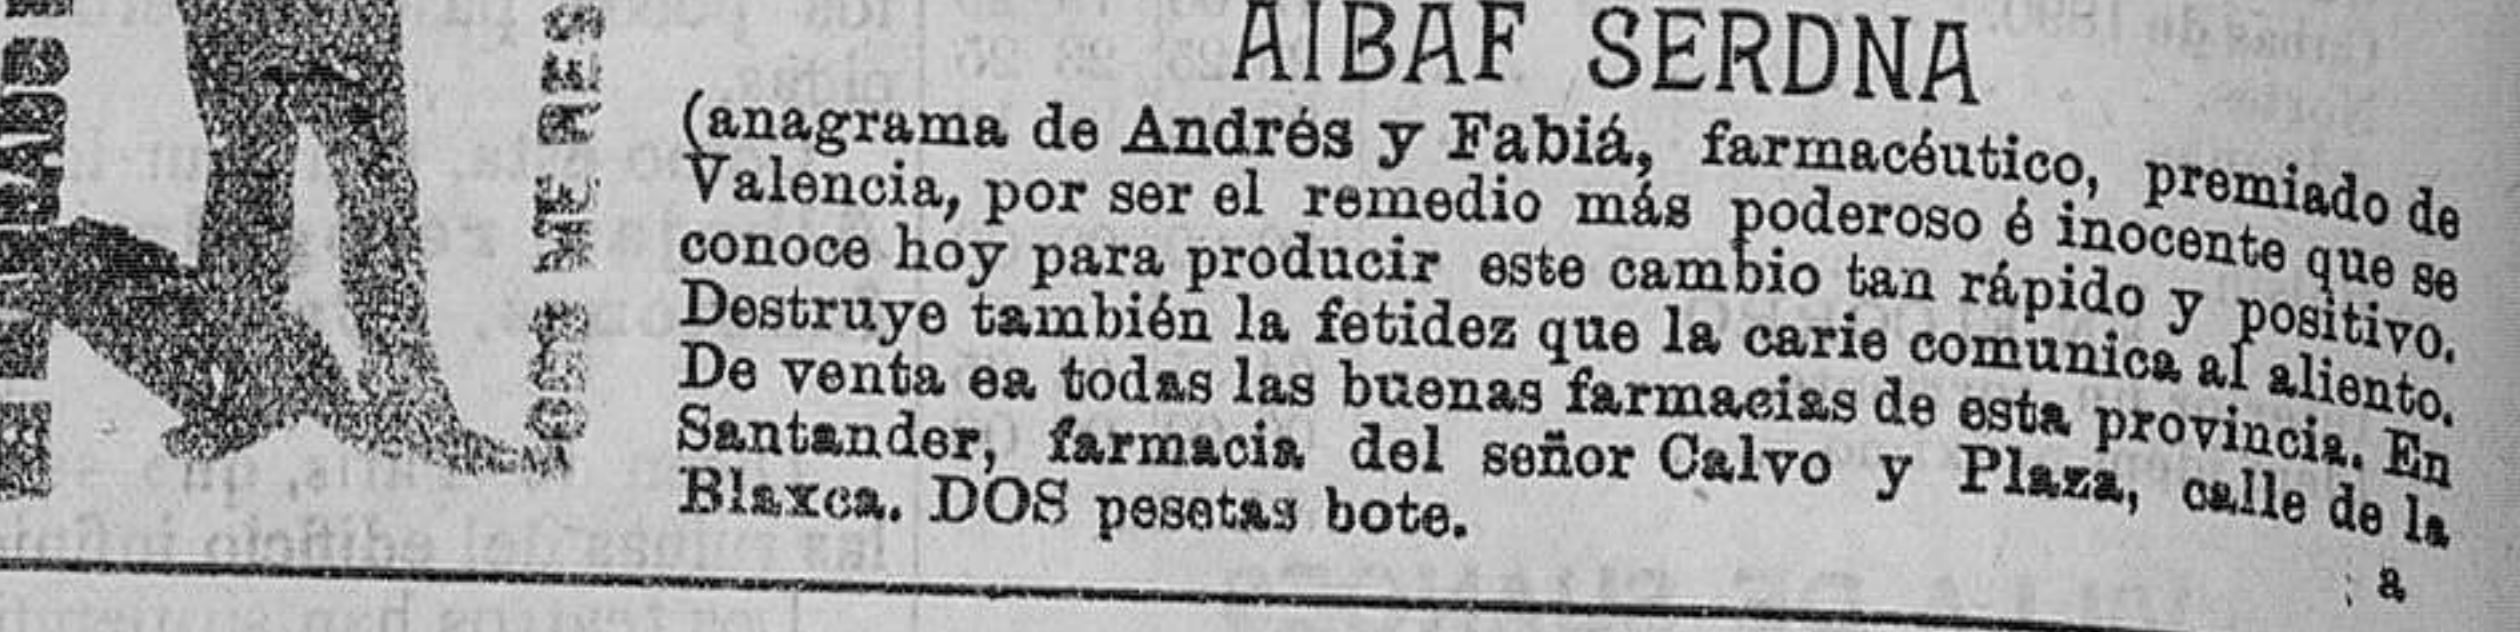 AIBAF SERDNA
(anagrama de Andrés y Fabiá, farmacéutico, premiado de
Valencia, por ser el remedio más poderoso é inocente que se
conoce hoy para producir este cambio tan rápido y positivo.
Destruye también la fetidez que la carie comunica al aliento.
De venta ea todas las buenas farmacias de esta provincia. En
Santander, farmacia del señor Calvo y Plaza, calle de la
Blaxca. DOS pesetas bote.
a
ME RES